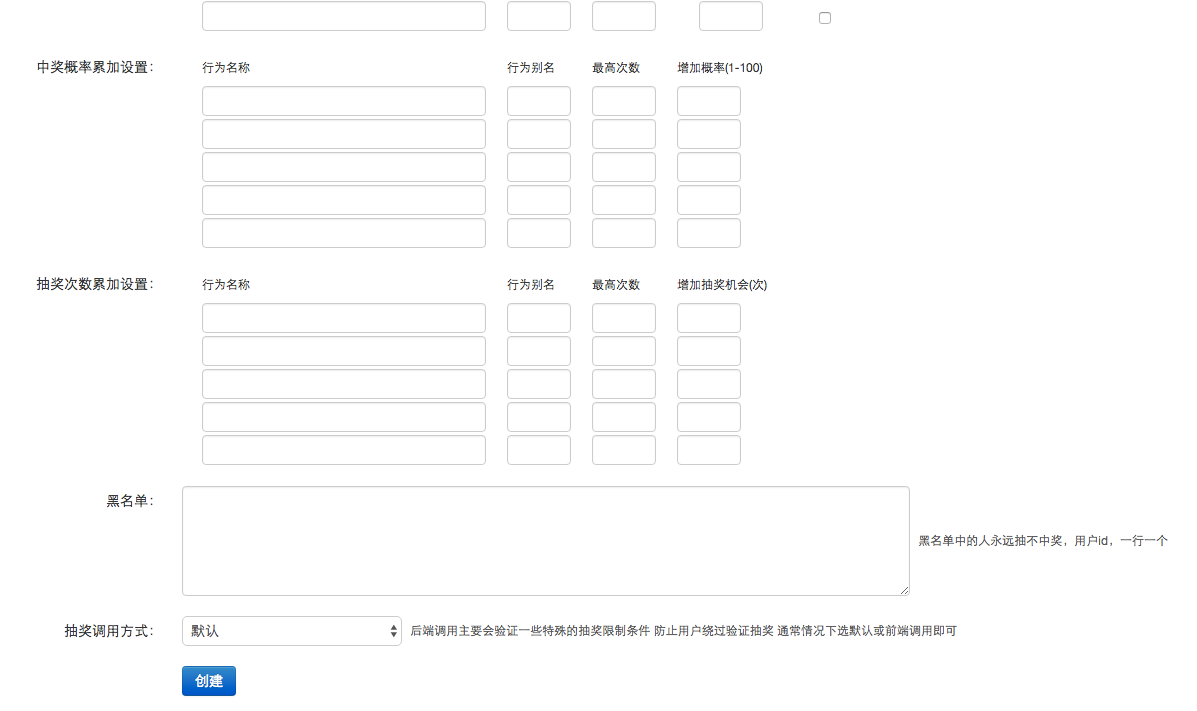 中奖概率累加设置： 行为名称 行为别名 最高次数 增加概率(1-100)
抽奖次数累加设置： 行为名称 行为别名 最高次数 增加抽奖机会(次)
黑名单：
黑名单中的人永远抽不中奖，用户id，一行一个
抽奖调用方式： 默认 后端调用主要会验证一些特殊的抽奖限制条件 防止用户绕过验证抽奖 通常情况下选默认或前端调用即可
创建